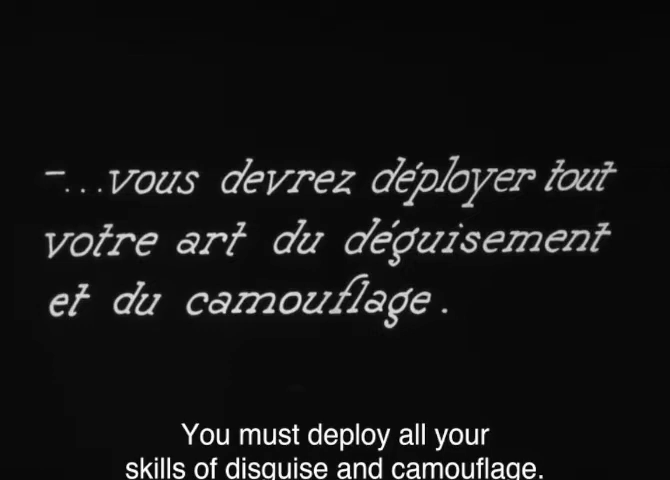 –...vous devrez déployer tout
votre art du déguisement
et du camouflage.
You must deploy all your
skills of disguise and camouflage.